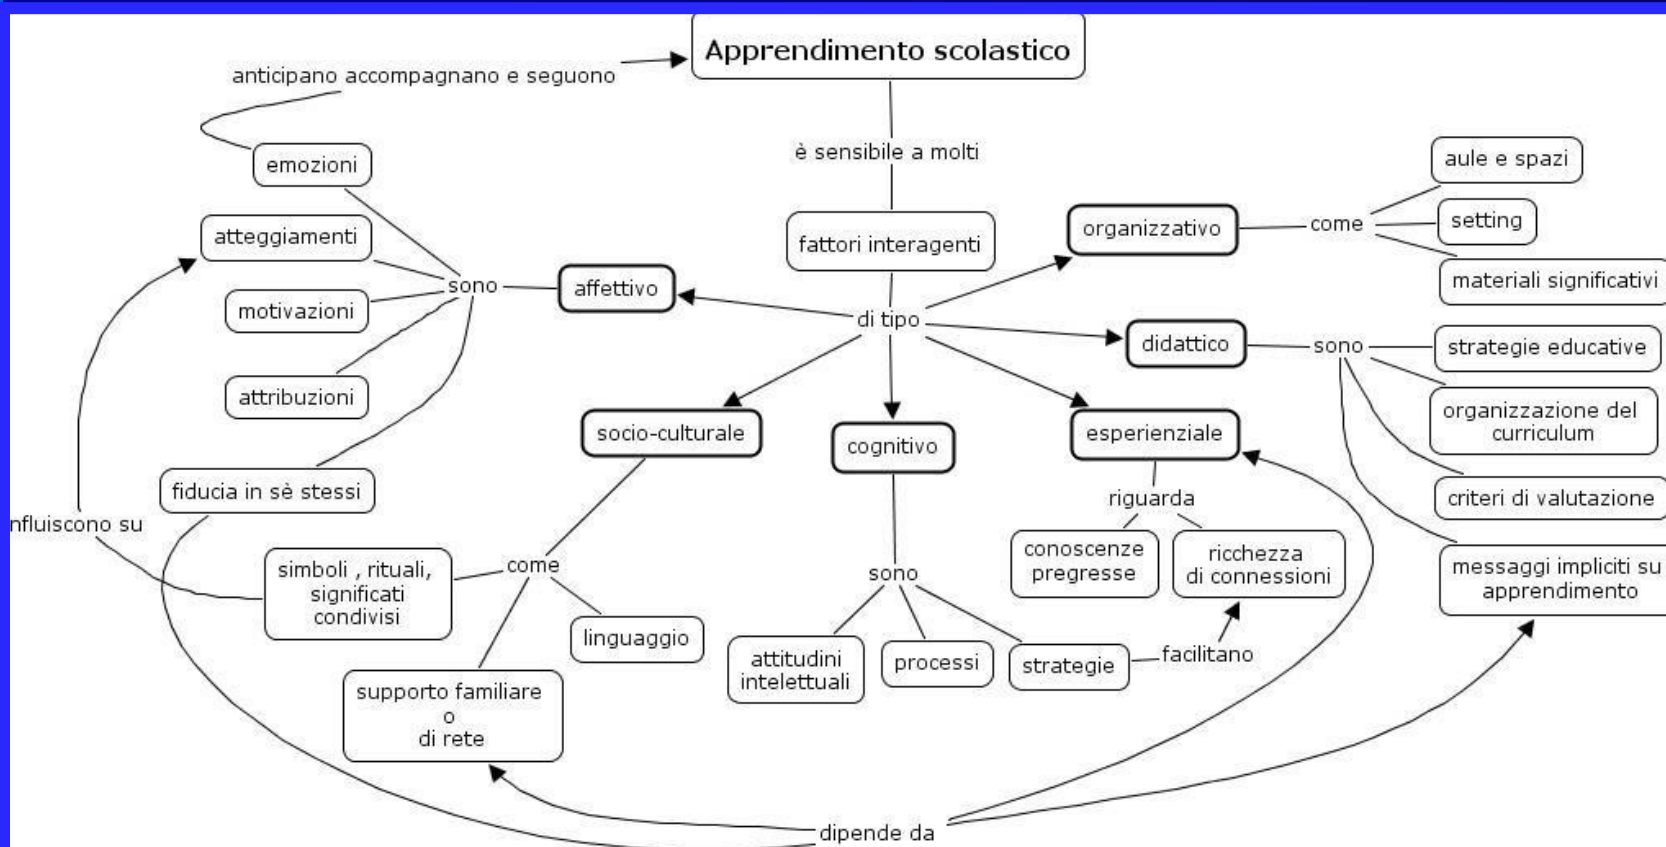 Apprendimento scolastico
anticipano accompagnano e seguono
è sensibile a molti
emozioni
aule e spazi
atteggiamenti
fattori interagenti
organizzativo
come
setting
materiali significativi
sono
affettivo
motivazioni
di tipo
didattico
sono
strategie educative
attribuzioni
organizzazione del
curriculum
socio-culturale
cognitivo
esperienziale
fiducia in sè stessi
riguarda
criteri di valutazione
nfluiscono su
simboli , rituali,
significati
condivisi
come
sono
conoscenze
pregresse
ricchezza
di connessioni
messaggi impliciti su
apprendimento
linguaggio
attitudini
intelettuali
processi
strategie
facilitano
supporto familiare
o
di rete
dipende da